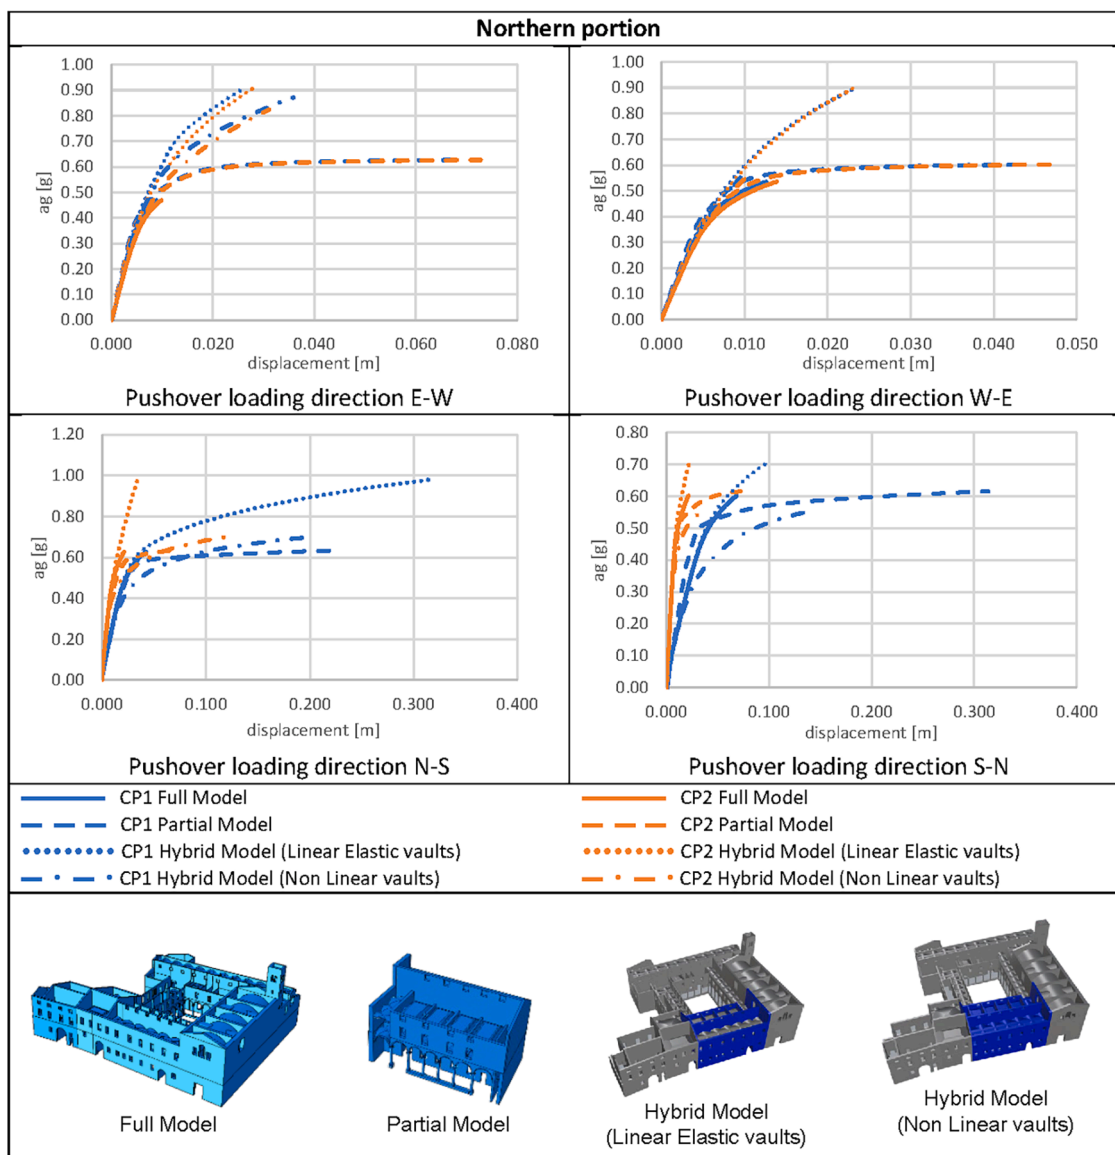 Northern portion
1.00
0.90
0.80
0.70
0.60
0.50
0.40
0.30
0.20
0.10
0.00
ag [g]
0.000 0.020 0.040 0.060 0.080
displacement [m]
Pushover loading direction E-W
1.00
0.90
0.80
0.70
0.60
0.50
0.40
0.30
0.20
0.10
0.00
ag [g]
0.000 0.010 0.020 0.030 0.040 0.050
displacement [m]
Pushover loading direction W-E
1.20
1.00
0.80
0.60
0.40
0.20
0.00
ag [g]
0.000 0.100 0.200 0.300 0.400
displacement [m]
Pushover loading direction N-S
0.80
0.70
0.60
0.50
0.40
0.30
0.20
0.10
0.00
ag [g]
0.000 0.100 0.200 0.300 0.400
displacement [m]
Pushover loading direction S-N
CP1 Full Model
CP1 Partial Model
CP1 Hybrid Model (Linear Elastic vaults)
CP1 Hybrid Model (Non Linear vaults)
CP2 Full Model
CP2 Partial Model
CP2 Hybrid Model (Linear Elastic vaults)
CP2 Hybrid Model (Non Linear vaults)
Full Model
Partial Model
Hybrid Model
(Linear Elastic vaults)
Hybrid Model
(Non Linear vaults)